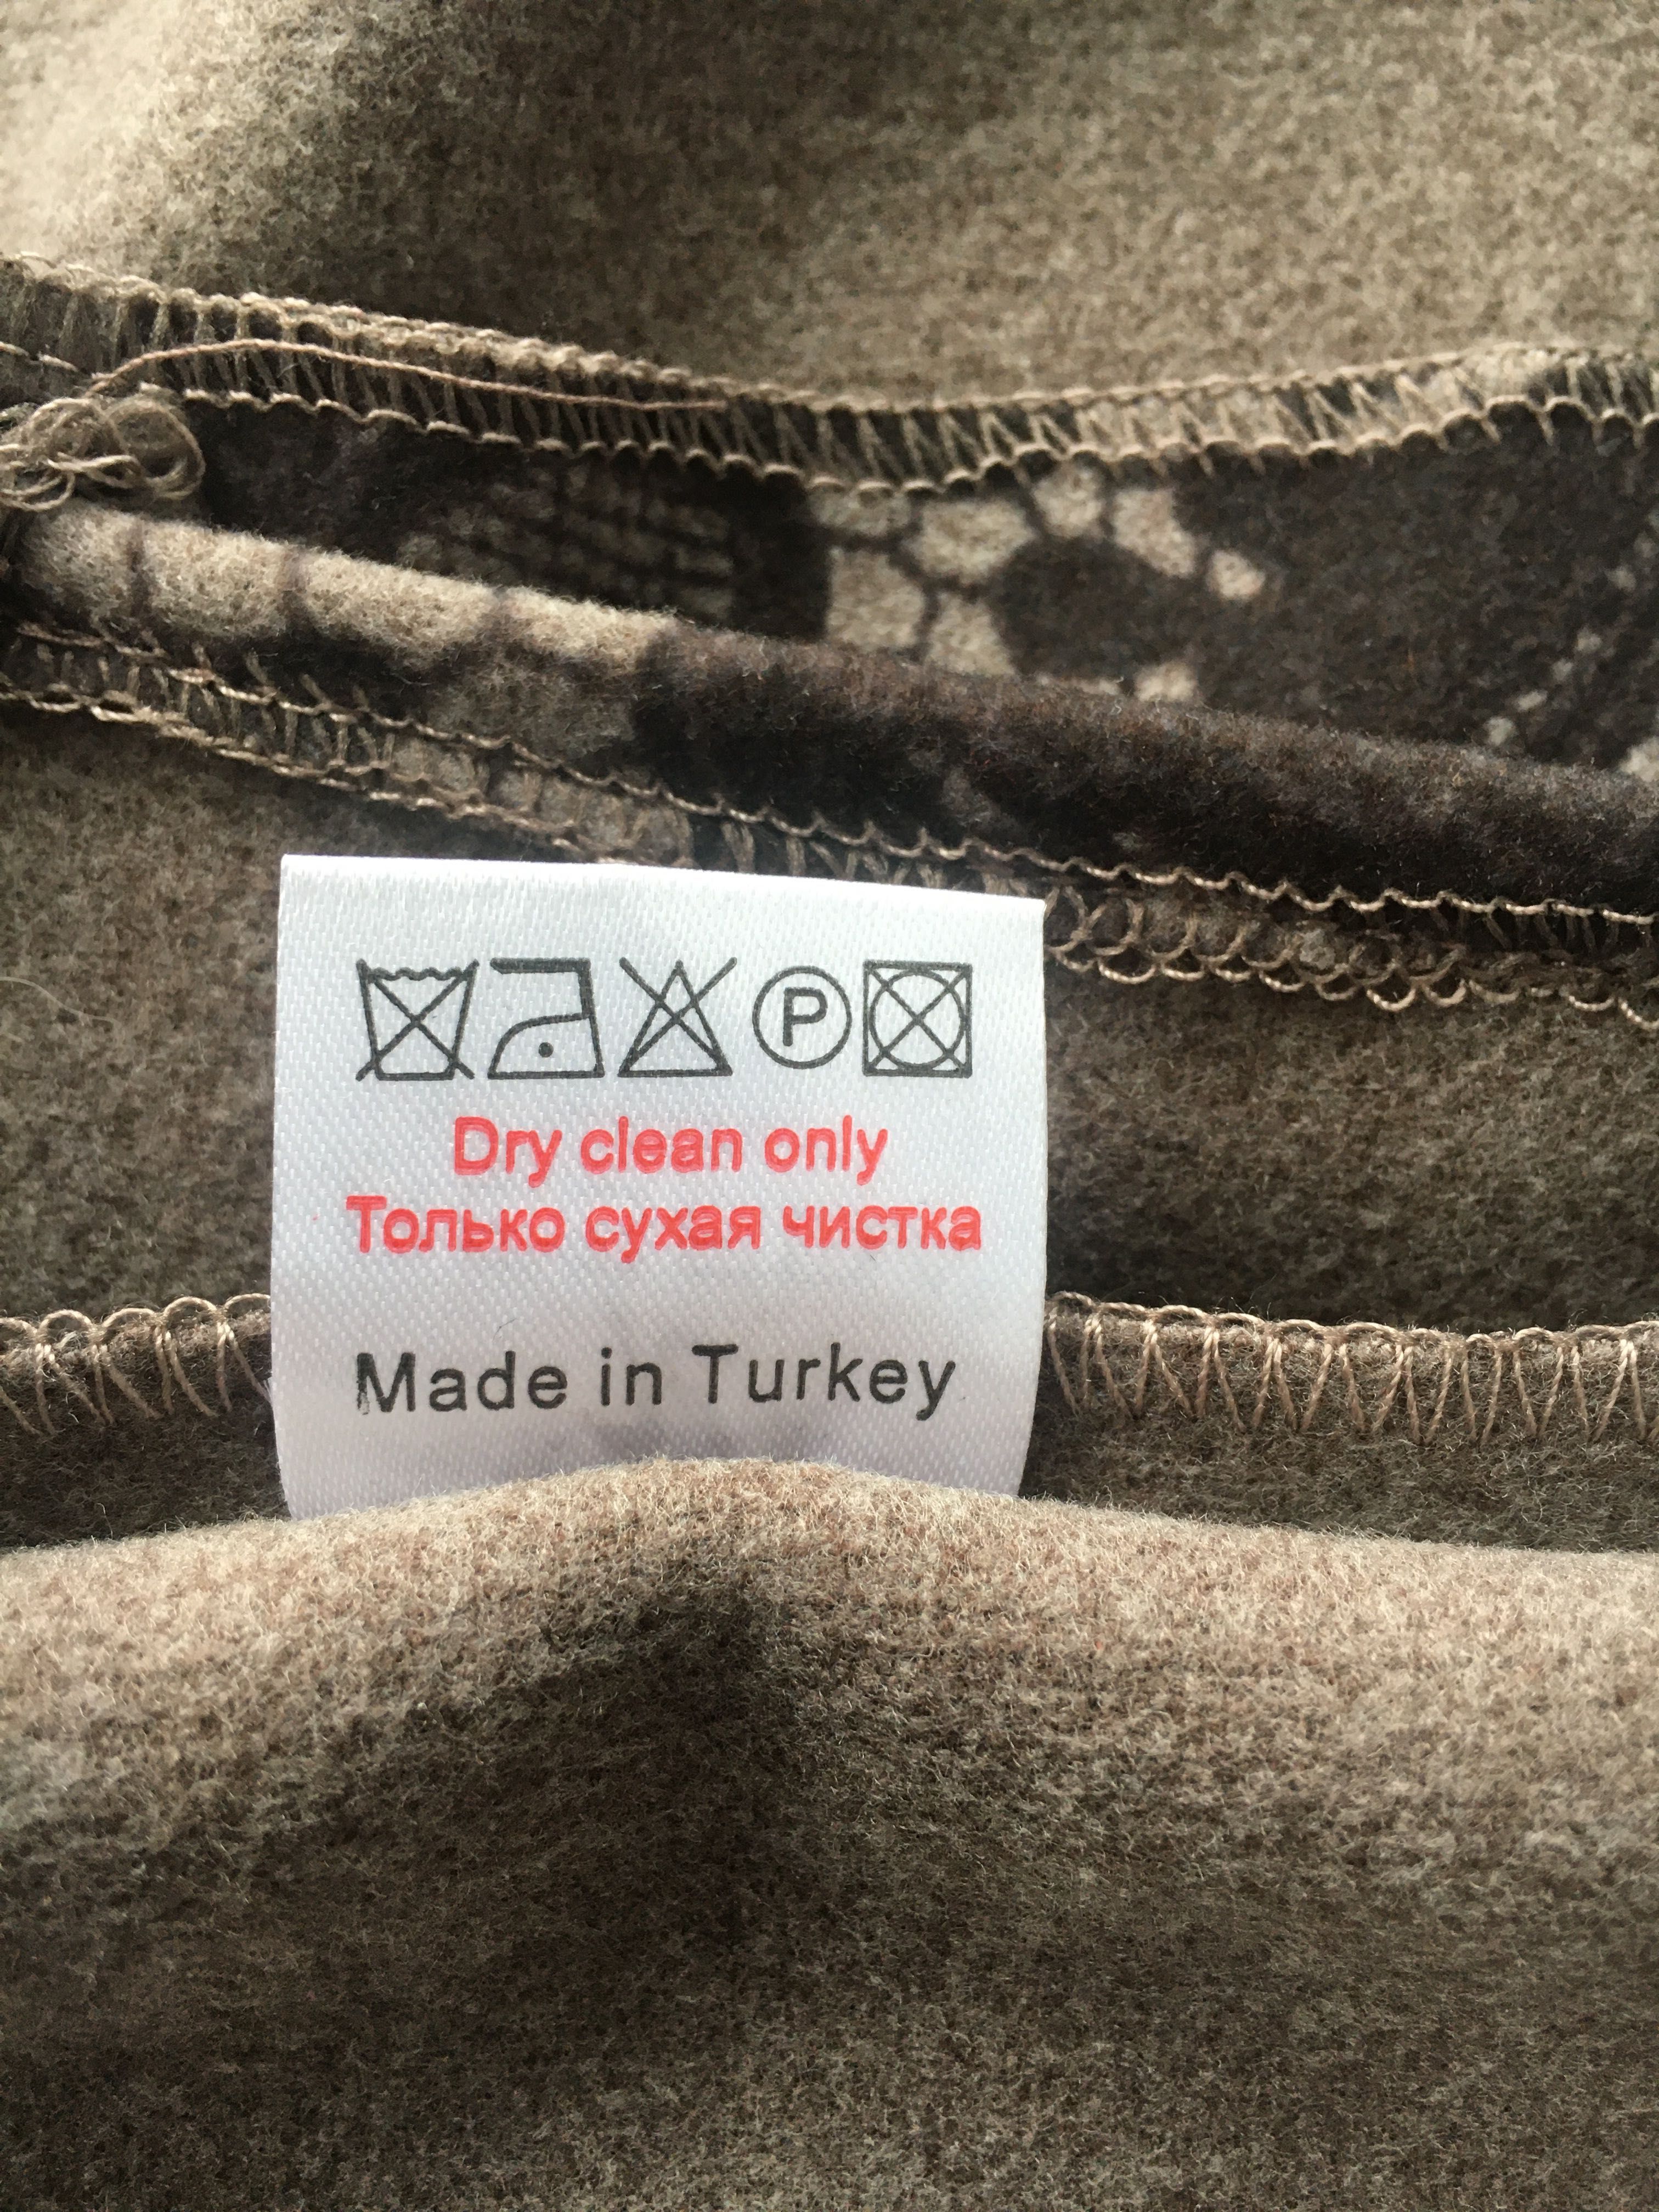 P
Dry clean only
Только сухая чистка
Made in Turkey